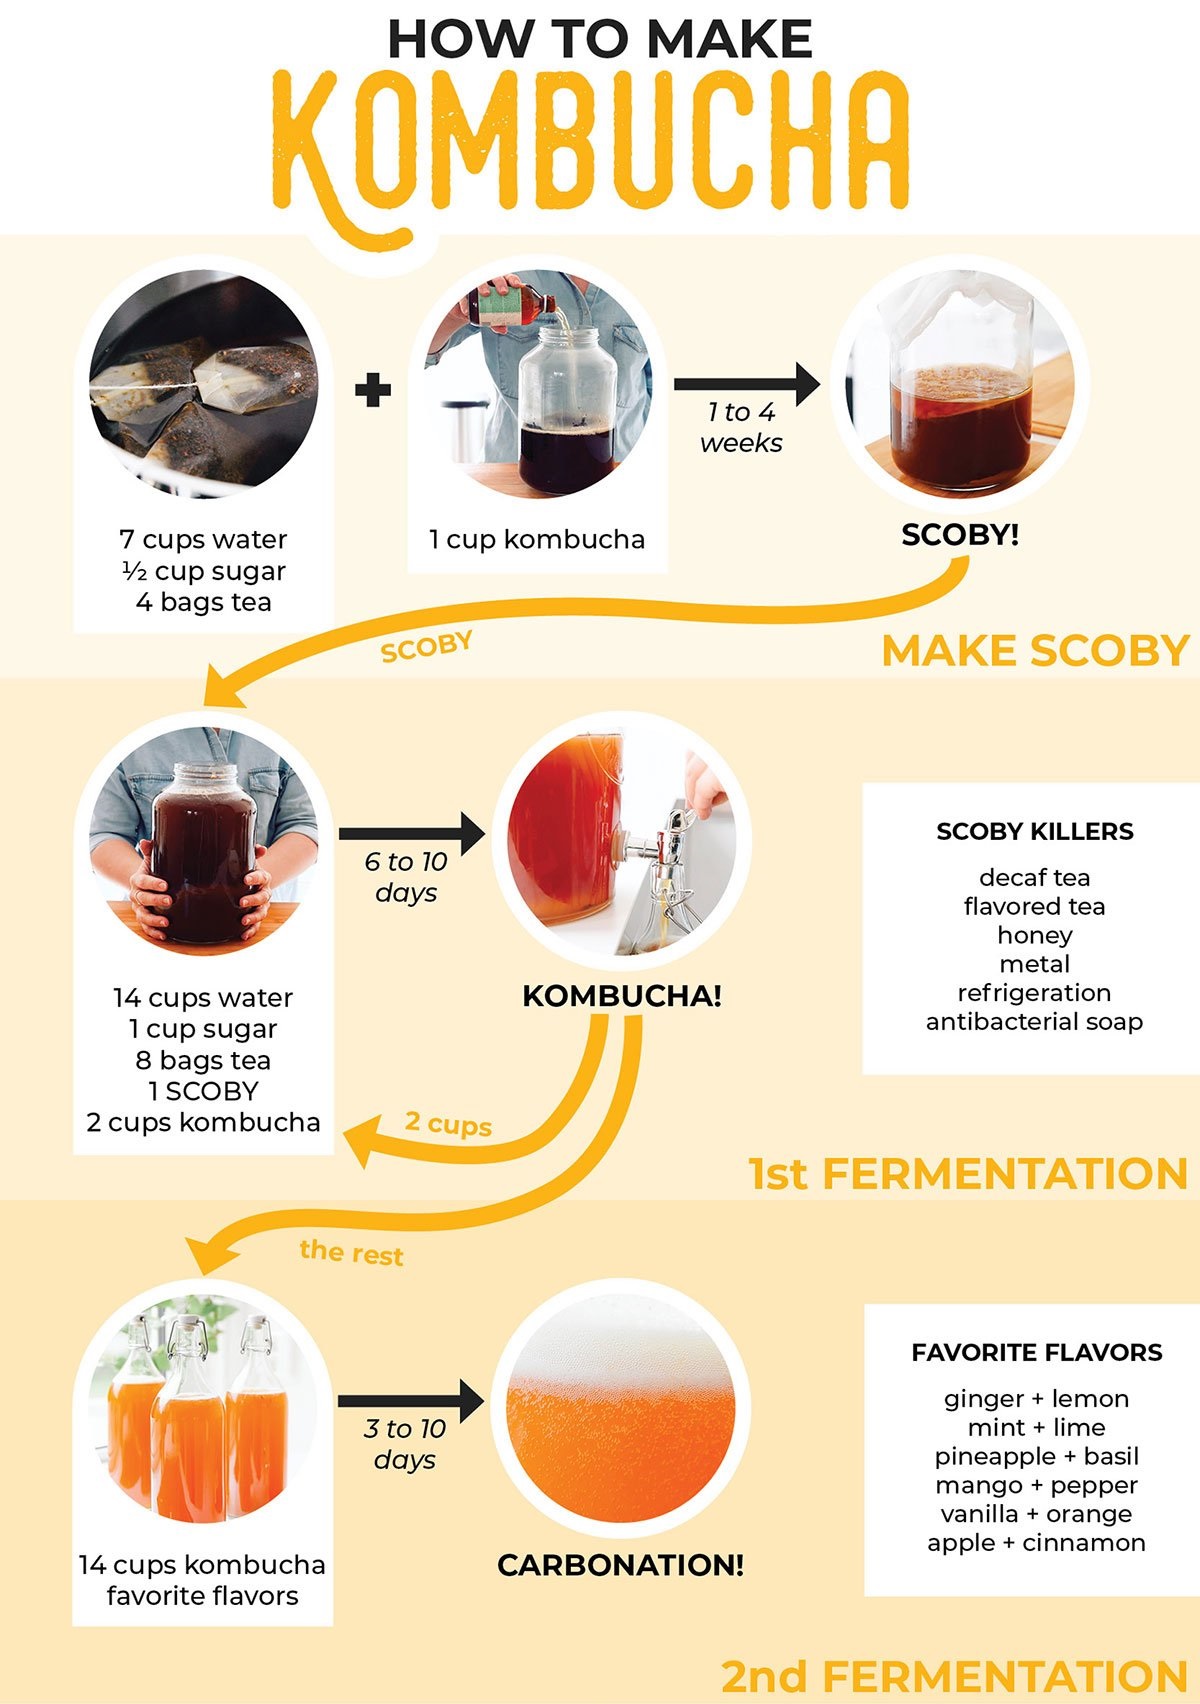 HOW TO MAKE
KOMBUCHA
7 cups water
½ cup sugar
4 bags tea
1 cup kombucha
1 to 4
weeks
SCOBY!
SCOBY
MAKE SCOBY
14 cups water
1 cup sugar
8 bags tea
1 SCOBY
2 cups kombucha
6 to 10
days
KOMBUCHA!
SCOBY KILLERS
decaf tea
flavored tea
honey
metal
refrigeration
antibacterial soap
2 cups
1st FERMENTATION
the rest
14 cups kombucha
favorite flavors
3 to 10
days
CARBONATION!
FAVORITE FLAVORS
ginger + lemon
mint + lime
pineapple + basil
mango + pepper
vanilla + orange
apple + cinnamon
2nd FERMENTATION